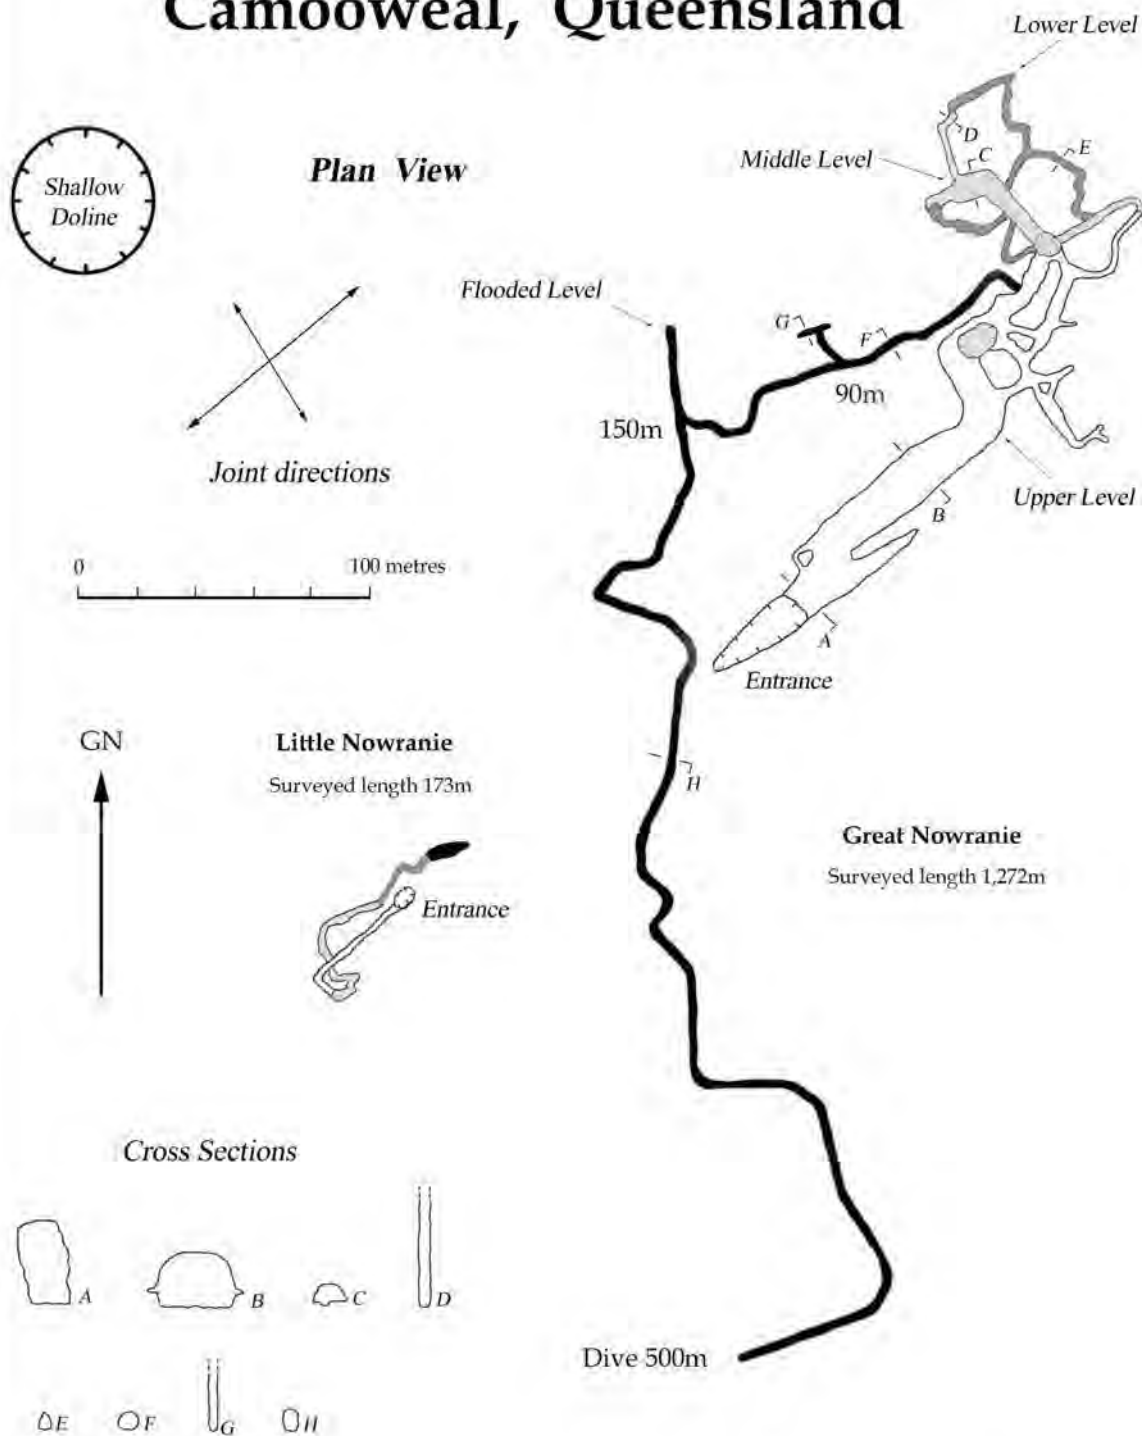 Camooweal, Queensland
Lower Level
D
C
E
Middle Level
Plan View
Shallow
Doline
Flooded Level
G
F
90m
150m
Joint directions
Upper Level
B
0
100 metres
A
Entrance
GN
Little Nowranie
Surveyed length 173m
H
Great Nowranie
Surveyed length 1,272m
Entrance
Cross Sections
A
B
C
D
Dive 500m
E
F
G
H